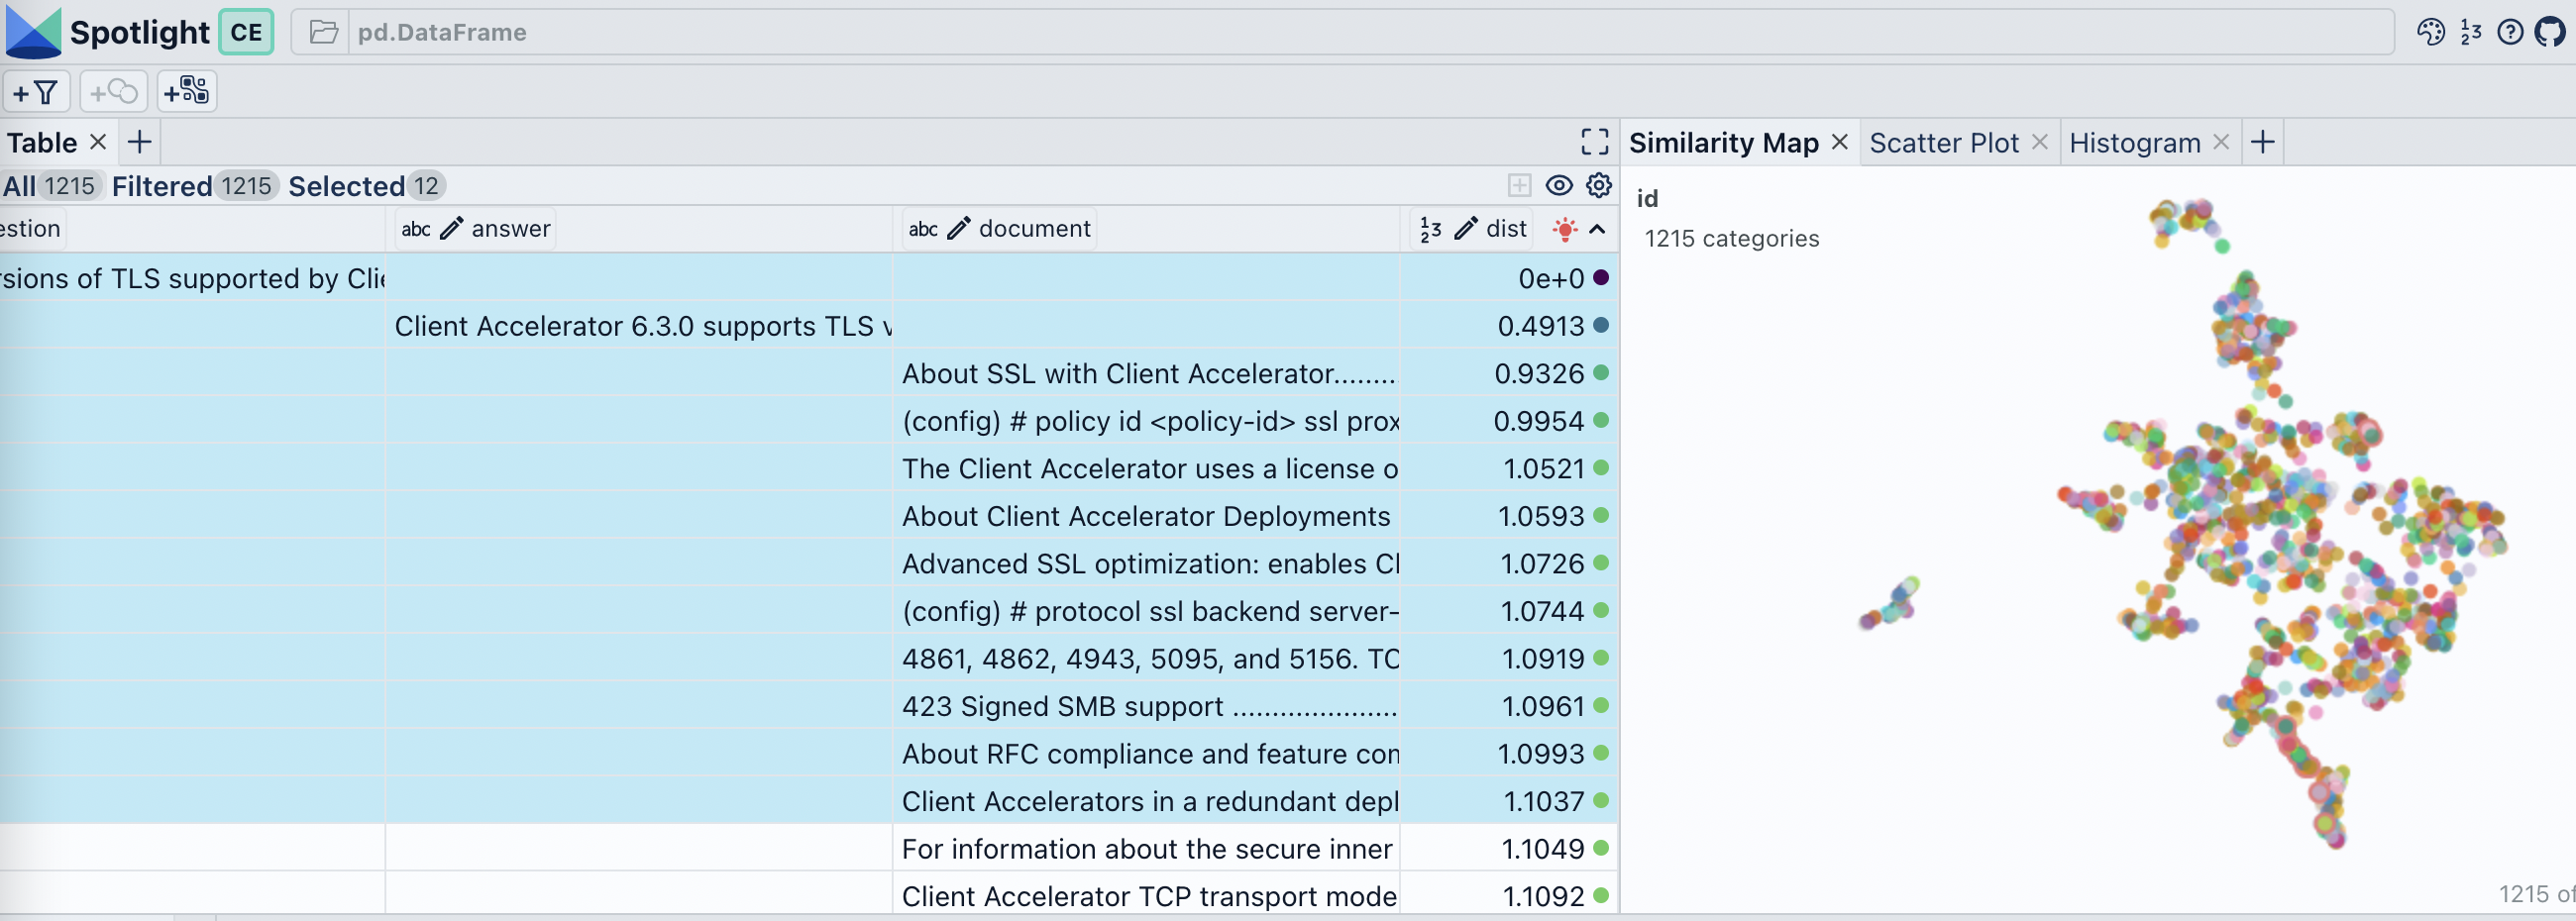 Spotlight CE pd.DataFrame
Table
All 1215 Filtered 1215 Selected 12
estion abc answer abc document 123 dist
rsions of TLS supported by Clie 0e+0
Client Accelerator 6.3.0 supports TLS v 0.4913
About SSL with Client Accelerator........ 0.9326
(config) # policy id <policy-id> ssl prox 0.9954
The Client Accelerator uses a license o 1.0521
About Client Accelerator Deployments 1.0593
Advanced SSL optimization: enables Cl 1.0726
(config) # protocol ssl backend server- 1.0744
4861, 4862, 4943, 5095, and 5156. TC 1.0919
423 Signed SMB support ..................... 1.0961
About RFC compliance and feature con 1.0993
Client Accelerators in a redundant depl 1.1037
For information about the secure inner 1.1049
Client Accelerator TCP transport mode 1.1092
Similarity Map Scatter Plot Histogram
id
1215 categories
1215 of